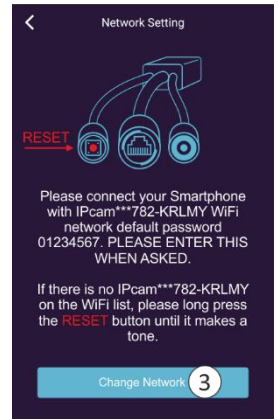 Network Setting
RESET
Please connect your Smartphone
with IPcam***782-KRLMY WiFi
network default password
01234567. PLEASE ENTER THIS
WHEN ASKED.
If there is no IPcam***782-KRLMY
on the WiFi list, please long press
the RESET button until it makes a
tone.
Change Network 3